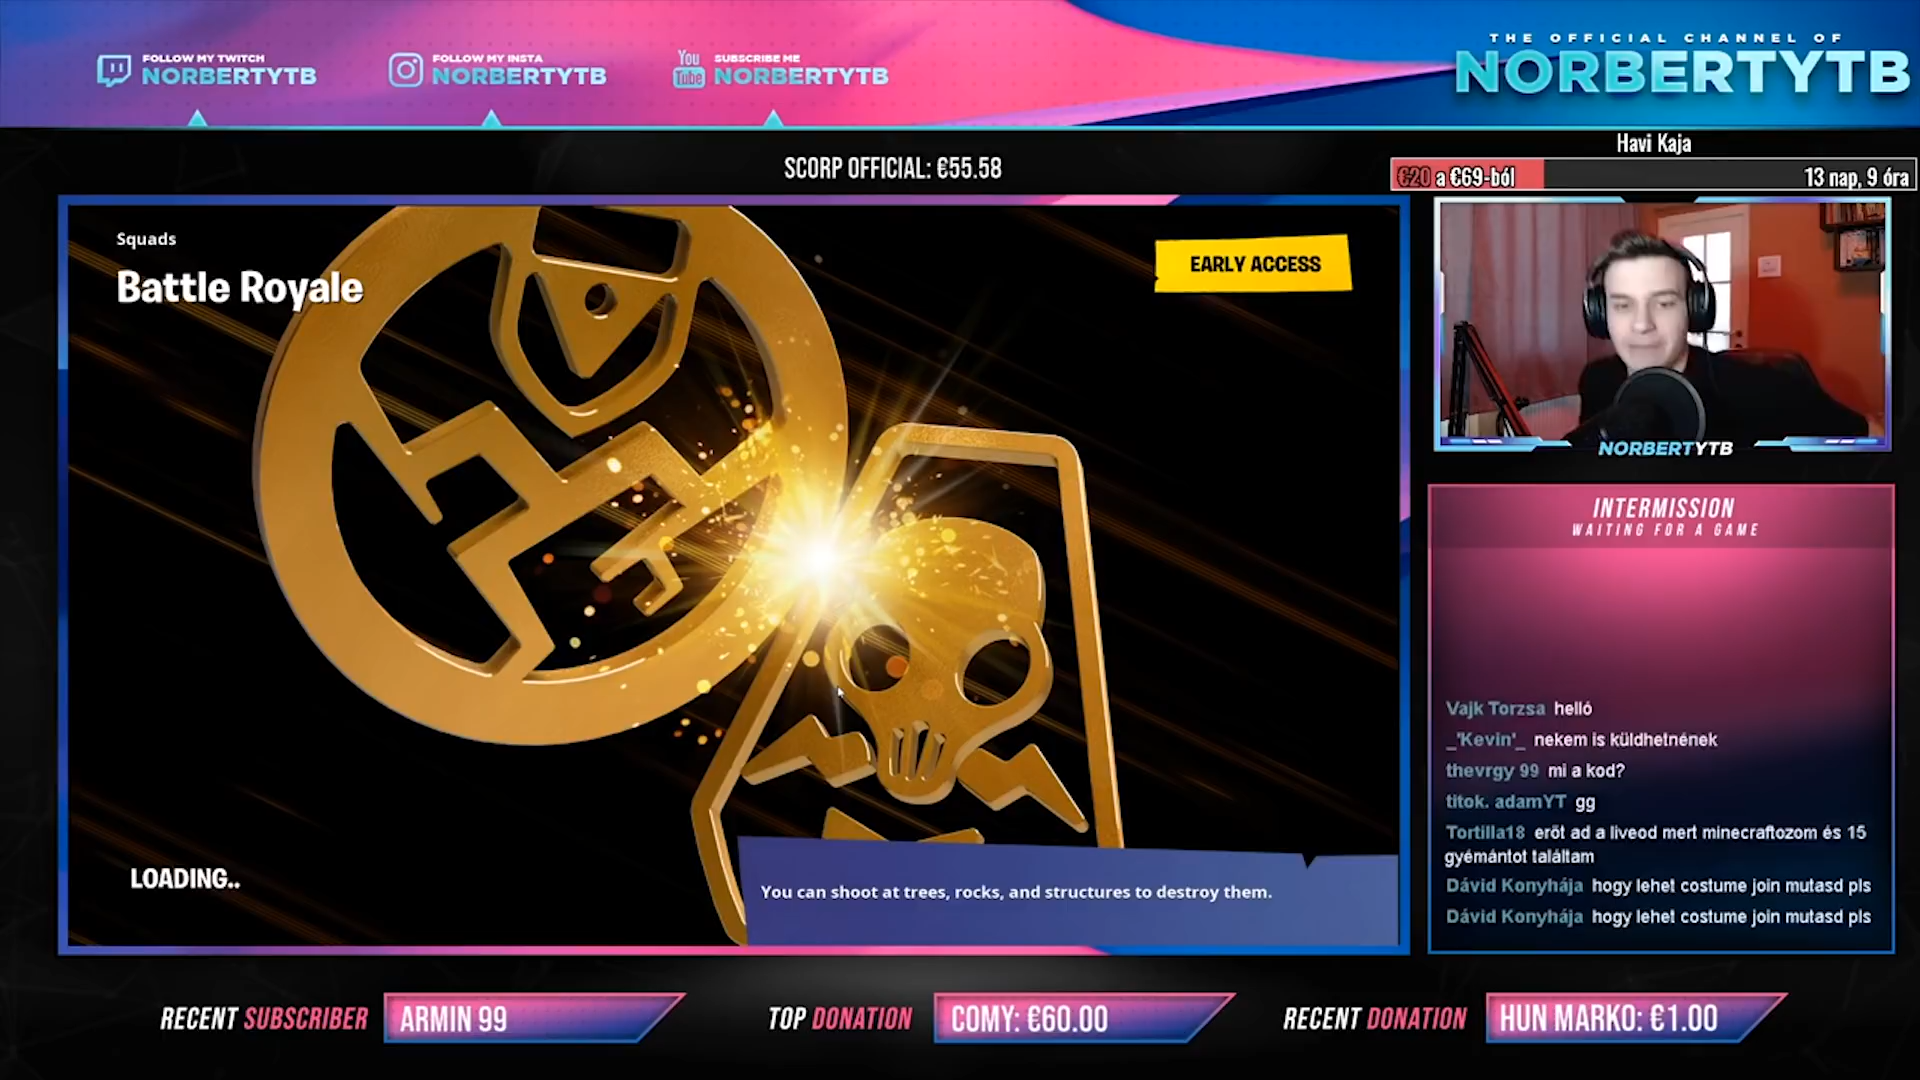 FOLLOW MY TWITCH
NORBERTYTB
FOLLOW MY INSTA
NORBERTYTB
You
Tube
SUBSCRIBE ME
NORBERTYTB
THE OFFICIAL CHANNEL OF
NORBERTYTB
SCORP OFFICIAL: €55.58
Havi Kaja
€20 a €69-ból
13 nap, 9 óra
Squads
Battle Royale
EARLY ACCESS
NORBERTYTB
INTERMISSION
WAITING FOR A GAME
Vajk Torzsa helló
_'Kevin'_ nekem is küldhetnének
thevrgy 99 mi a kod?
titok. adamYT gg
Tortilla18 erőt ad a liveod mert minecraftozom és 15
gyémántot találtam
Dávid Konyhája hogy lehet costume join mutasd pls
Dávid Konyhája hogy lehet costume join mutasd pls
LOADING..
You can shoot at trees, rocks, and structures to destroy them.
RECENT SUBSCRIBER
ARMIN 99
TOP DONATION
COMY: €60.00
RECENT DONATION
HUN MARKO: €1.00